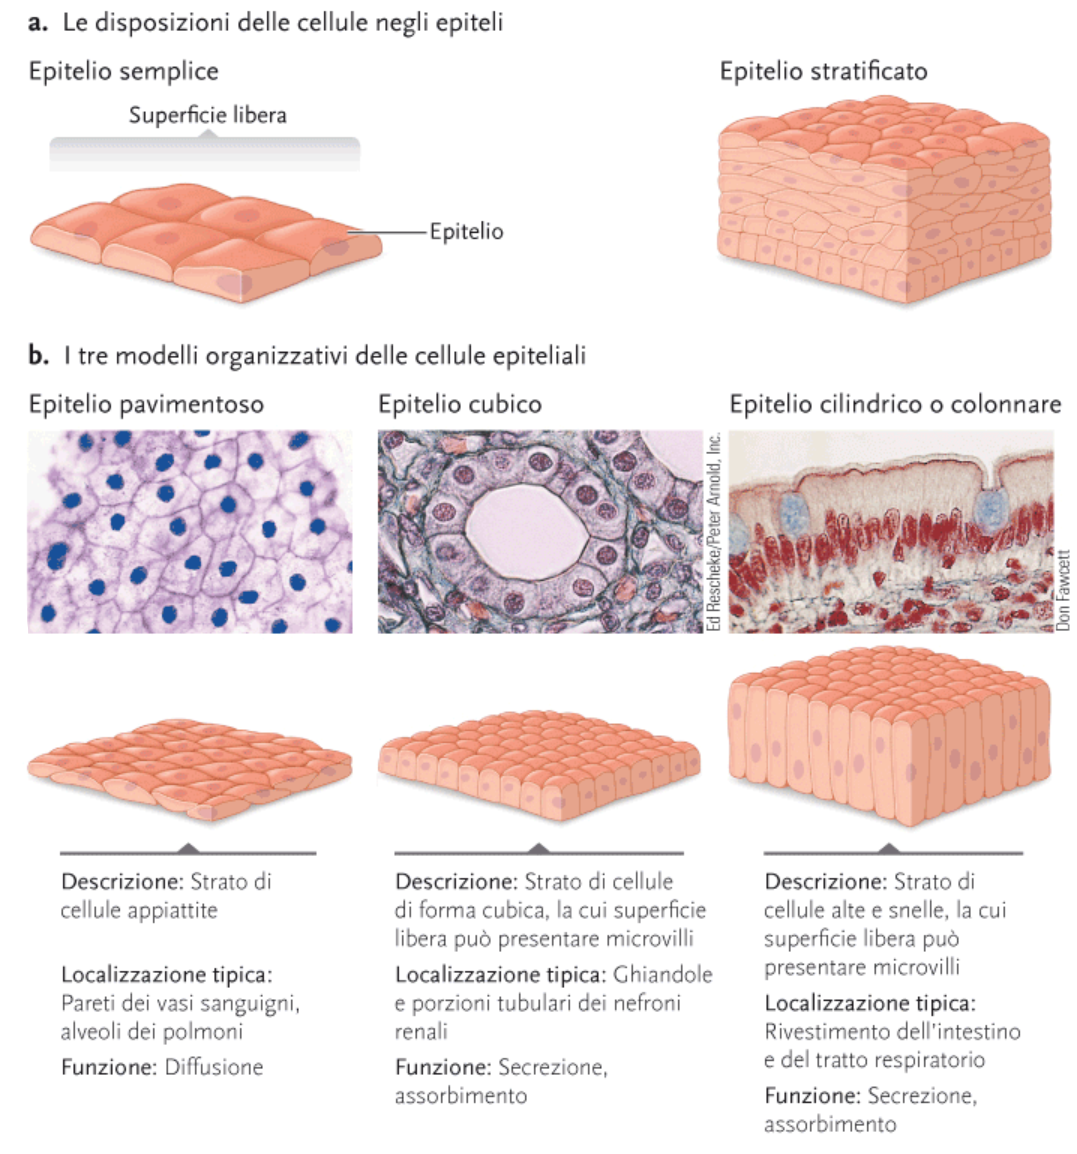 a. Le disposizioni delle cellule negli epiteli
Epitelio semplice
Superficie libera
Epitelio
Epitelio stratificato
b. I tre modelli organizzativi delle cellule epiteliali
Epitelio pavimentoso
Epitelio cubico
Ed Rescheke/Peter Arnold, Inc.
Epitelio cilindrico o colonnare
Don Fawcett
Descrizione: Strato di
cellule appiattite
Localizzazione tipica:
Pareti dei vasi sanguigni,
alveoli dei polmoni
Funzione: Diffusione
Descrizione: Strato di cellule
di forma cubica, la cui superficie
libera può presentare microvilli
Localizzazione tipica: Ghiandole
e porzioni tubulari dei nefroni
renali
Funzione: Secrezione,
assorbimento
Descrizione: Strato di
cellule alte e snelle, la cui
superficie libera può
presentare microvilli
Localizzazione tipica:
Rivestimento dell'intestino
e del tratto respiratorio
Funzione: Secrezione,
assorbimento